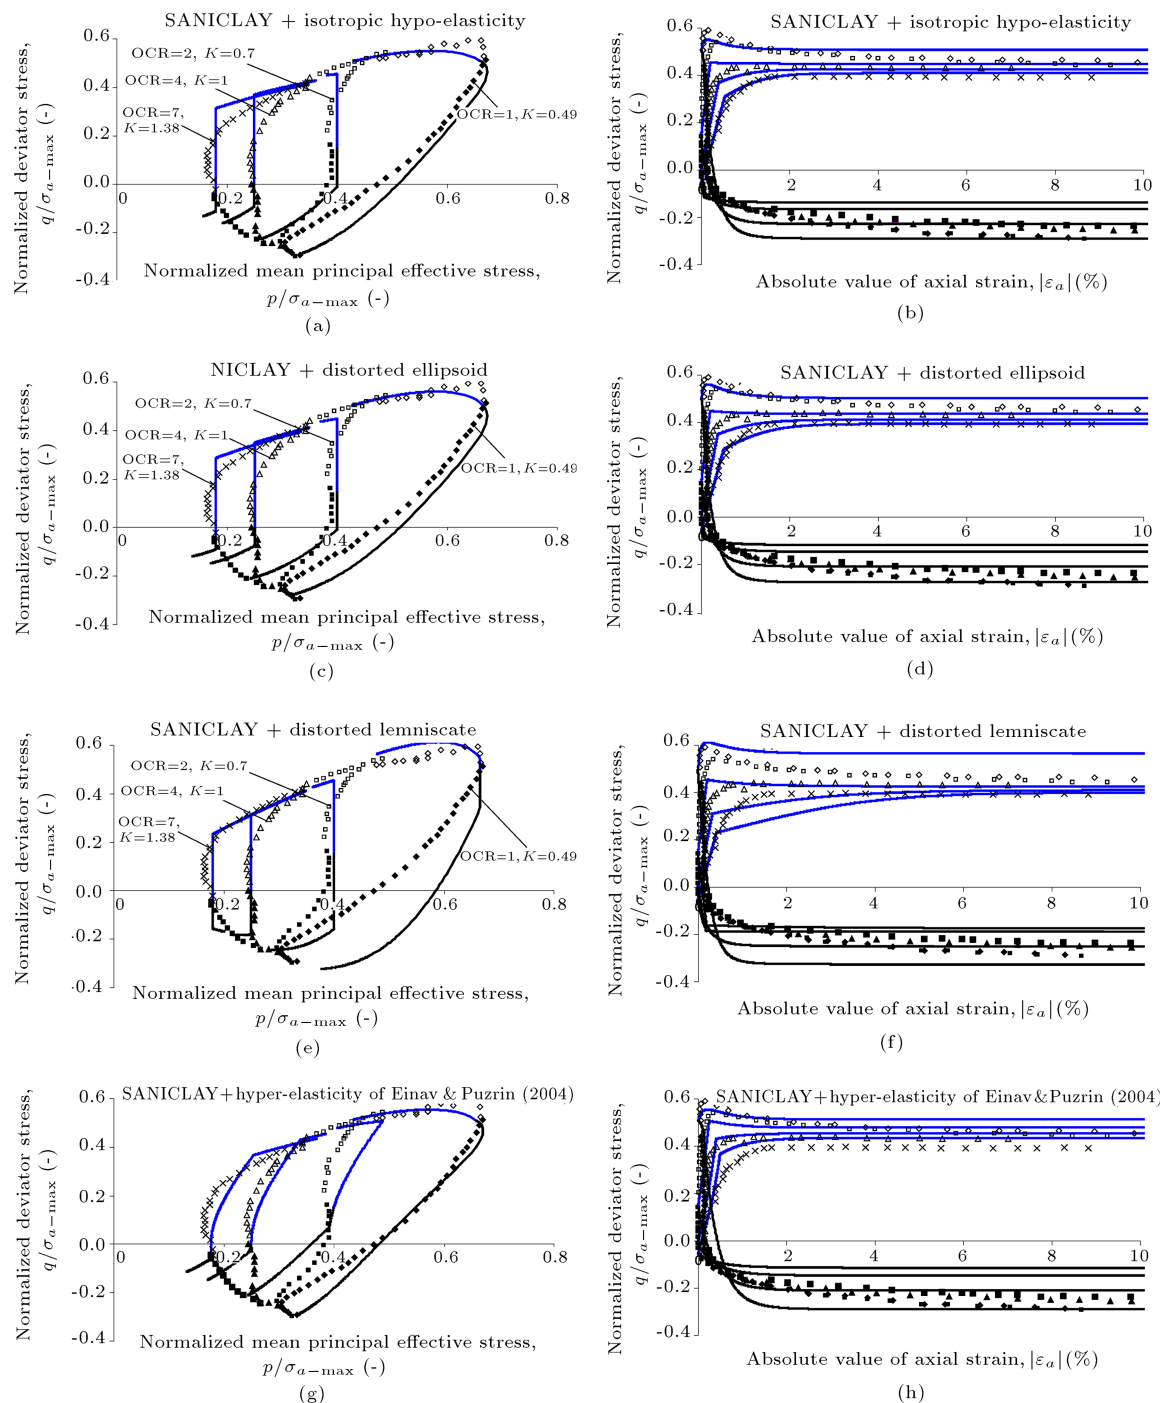 SANICLAY + isotropic hypo-elasticity
Normalized deviator stress,
q/σa−max (-)
0.6
0.4
0.2
0.0
-0.2
-0.4
0
0.2
0.4
0.6
0.8
OCR=2, K=0.7
OCR=4, K=1
OCR=7,
K=1.38
OCR=1, K=0.49
Normalized mean principal effective stress,
p/σa−max (-)
(a)
SANICLAY + isotropic hypo-elasticity
Normalized deviator stress,
q/σa−max (-)
0.6
0.4
0.2
0.0
-0.2
-0.4
0
2
4
6
8
10
Absolute value of axial strain, |εa|(%)
(b)
NICLAY + distorted ellipsoid
Normalized deviator stress,
q/σa−max (-)
0.6
0.4
0.2
0.0
-0.2
-0.4
0
0.2
0.4
0.6
0.8
OCR=2, K=0.7
OCR=4, K=1
OCR=7,
K=1.38
OCR=1, K=0.49
Normalized mean principal effective stress,
p/σa−max (-)
(c)
SANICLAY + distorted ellipsoid
Normalized deviator stress,
q/σa−max (-)
0.6
0.4
0.2
0.0
-0.2
-0.4
0
2
4
6
8
10
Absolute value of axial strain, |εa|(%)
(d)
SANICLAY + distorted lemniscate
Normalized deviator stress,
q/σa−max (-)
0.6
0.4
0.2
0.0
-0.2
-0.4
0
0.2
0.4
0.6
0.8
OCR=2, K=0.7
OCR=4, K=1
OCR=7,
K=1.38
OCR=1, K=0.49
Normalized mean principal effective stress,
p/σa−max (-)
(e)
SANICLAY + distorted lemniscate
Normalized deviator stress,
q/σa−max (-)
0.6
0.4
0.2
0.0
-0.2
-0.4
0
2
4
6
8
10
Absolute value of axial strain, |εa|(%)
(f)
SANICLAY+hyper-elasticity of Einav & Puzrin (2004)
Normalized deviator stress,
q/σa−max (-)
0.6
0.4
0.2
0.0
-0.2
-0.4
0
0.2
0.4
0.6
0.8
Normalized mean principal effective stress,
p/σa−max (-)
(g)
SANICLAY+hyper-elasticity of Einav&Puzrin (2004)
Normalized deviator stress,
q/σa−max (-)
0.6
0.4
0.2
0.0
-0.2
-0.4
0
2
4
6
8
10
Absolute value of axial strain, |εa|(%)
(h)